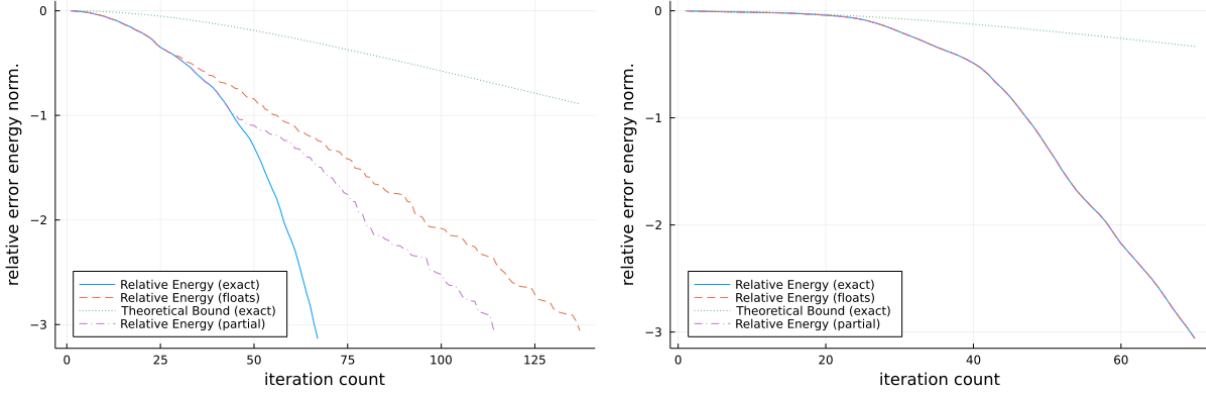 0
−1
−2
−3
relative error energy norm.
Relative Energy (exact)
Relative Energy (floats)
Theoretical Bound (exact)
Relative Energy (partial)
0 25 50 75 100 125
iteration count
0
−1
−2
−3
relative error energy norm.
Relative Energy (exact)
Relative Energy (floats)
Theoretical Bound (exact)
Relative Energy (partial)
0 20 40 60
iteration count